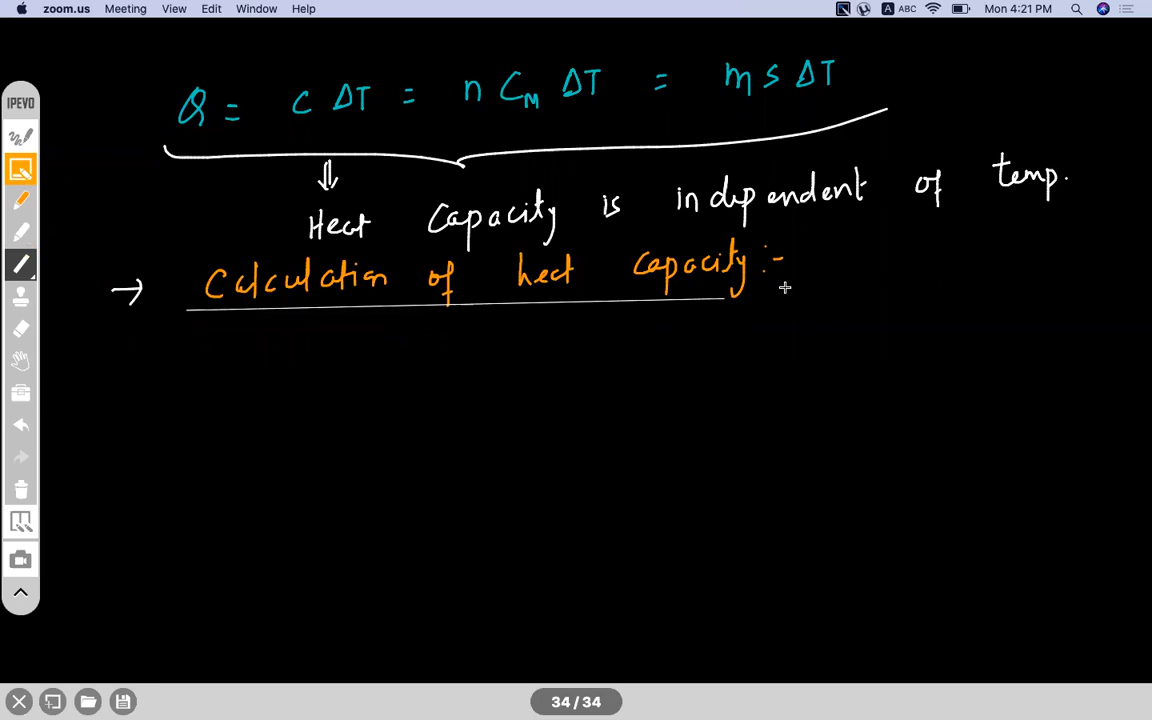 zoom.us Meeting View Edit Window Help A ABC Mon 4:21 PM
IPEVO
Q = C ΔT = n C_M ΔT = m s ΔT
⇓
Heat Capacity is independent of temp.
→ Calculation of heat capacity :-
34 / 34